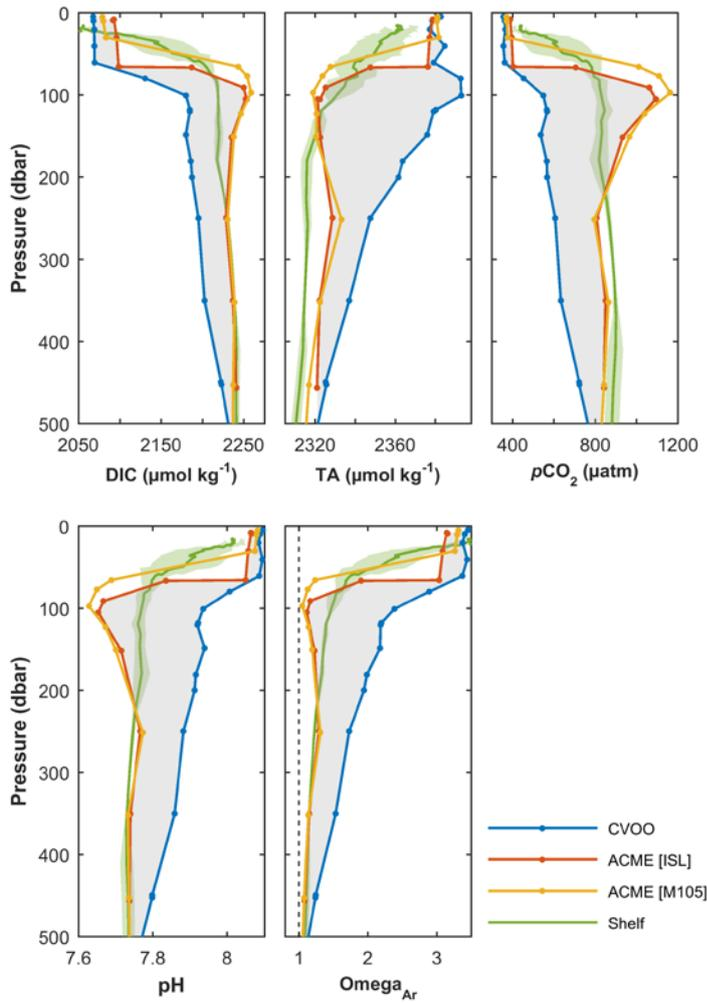 0
100
200
300
400
500
Pressure (dbar)
2050
2150
2250
DIC (µmol kg⁻¹)
2320
2360
TA (µmol kg⁻¹)
400
800
1200
pCO₂ (µatm)
0
100
200
300
400
500
Pressure (dbar)
7.6
7.8
8
pH
1
2
3
Omega_Ar
CVOO
ACME [ISL]
ACME [M105]
Shelf